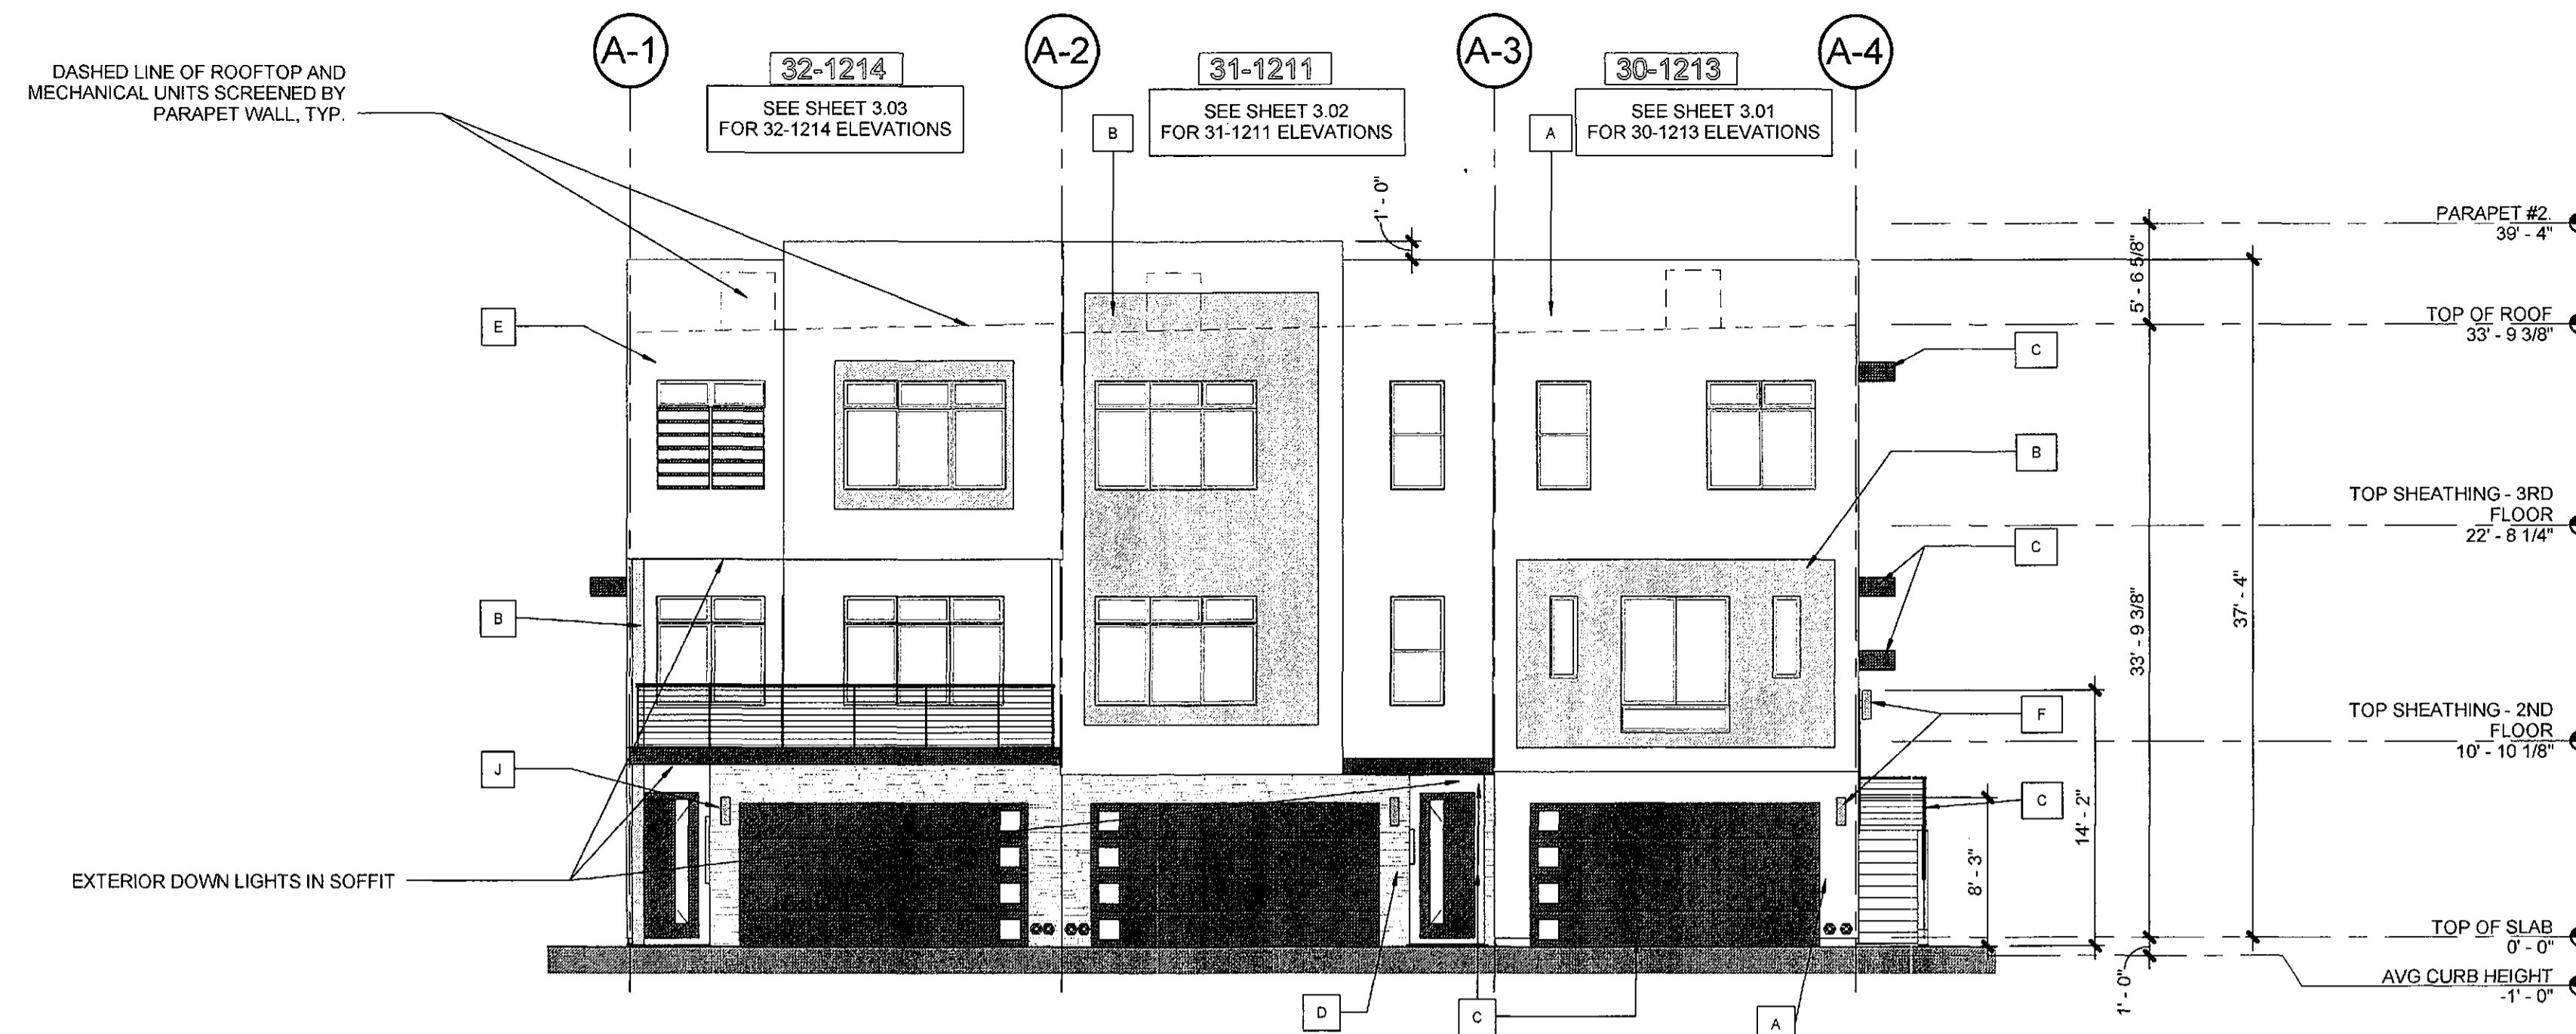 A-1
A-2
A-3
A-4
32-1214
31-1211
30-1213
SEE SHEET 3.03
FOR 32-1214 ELEVATIONS
SEE SHEET 3.02
FOR 31-1211 ELEVATIONS
SEE SHEET 3.01
FOR 30-1213 ELEVATIONS
DASHED LINE OF ROOFTOP AND
MECHANICAL UNITS SCREENED BY
PARAPET WALL, TYP.
B
A
1' - 0"
PARAPET #2.
39' - 4"
5' - 6 5/8"
E
TOP OF ROOF
33' - 9 3/8"
C
B
TOP SHEATHING - 3RD
FLOOR
22' - 8 1/4"
C
B
33' - 9 3/8"
37' - 4"
F
TOP SHEATHING - 2ND
FLOOR
10' - 10 1/8"
J
C
14' - 2"
8' - 3"
EXTERIOR DOWN LIGHTS IN SOFFIT
TOP OF SLAB
0' - 0"
AVG CURB HEIGHT
-1' - 0"
1' - 0"
D
C
A